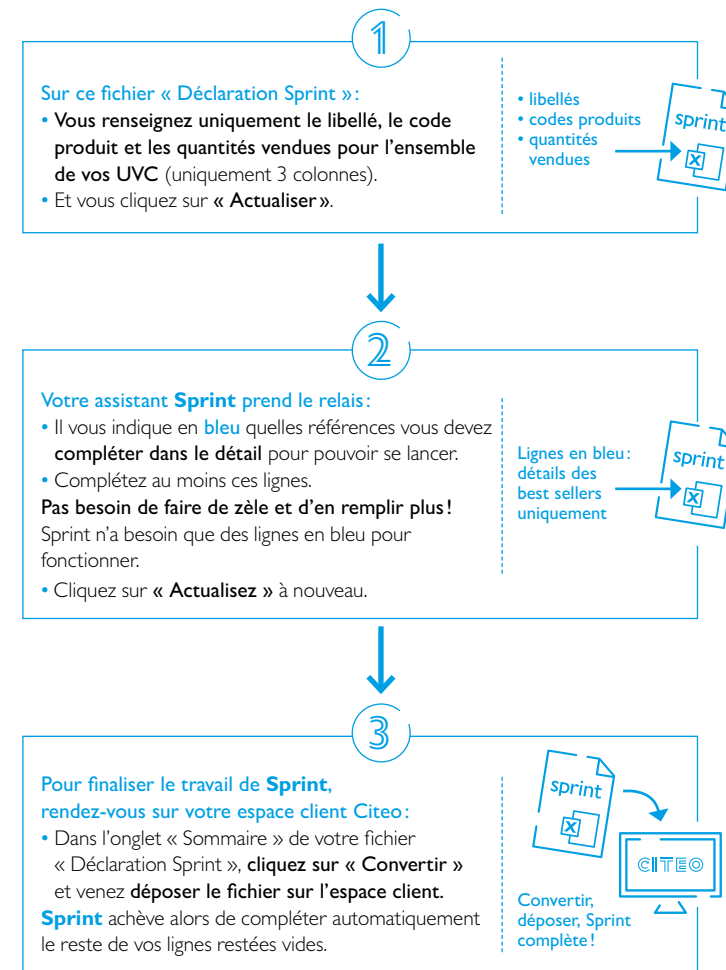 1
Sur ce fichier « Déclaration Sprint » :
• Vous renseignez uniquement le libellé, le code
produit et les quantités vendues pour l'ensemble
de vos UVC (uniquement 3 colonnes).
• Et vous cliquez sur « Actualiser ».
• libellés
• codes produits
• quantités
vendues
sprint
X
2
Votre assistant Sprint prend le relais :
• Il vous indique en bleu quelles références vous devez
compléter dans le détail pour pouvoir se lancer.
• Complétez au moins ces lignes.
Pas besoin de faire de zèle et d'en remplir plus !
Sprint n'a besoin que des lignes en bleu pour
fonctionner.
• Cliquez sur « Actualisez » à nouveau.
Lignes en bleu :
détails des
best sellers
uniquement
sprint
X
3
Pour finaliser le travail de Sprint,
rendez-vous sur votre espace client Citeo :
• Dans l'onglet « Sommaire » de votre fichier
« Déclaration Sprint », cliquez sur « Convertir »
et venez déposer le fichier sur l'espace client.
Sprint achève alors de compléter automatiquement
le reste de vos lignes restées vides.
sprint
X
CITEO
Convertir,
déposer, Sprint
complète !